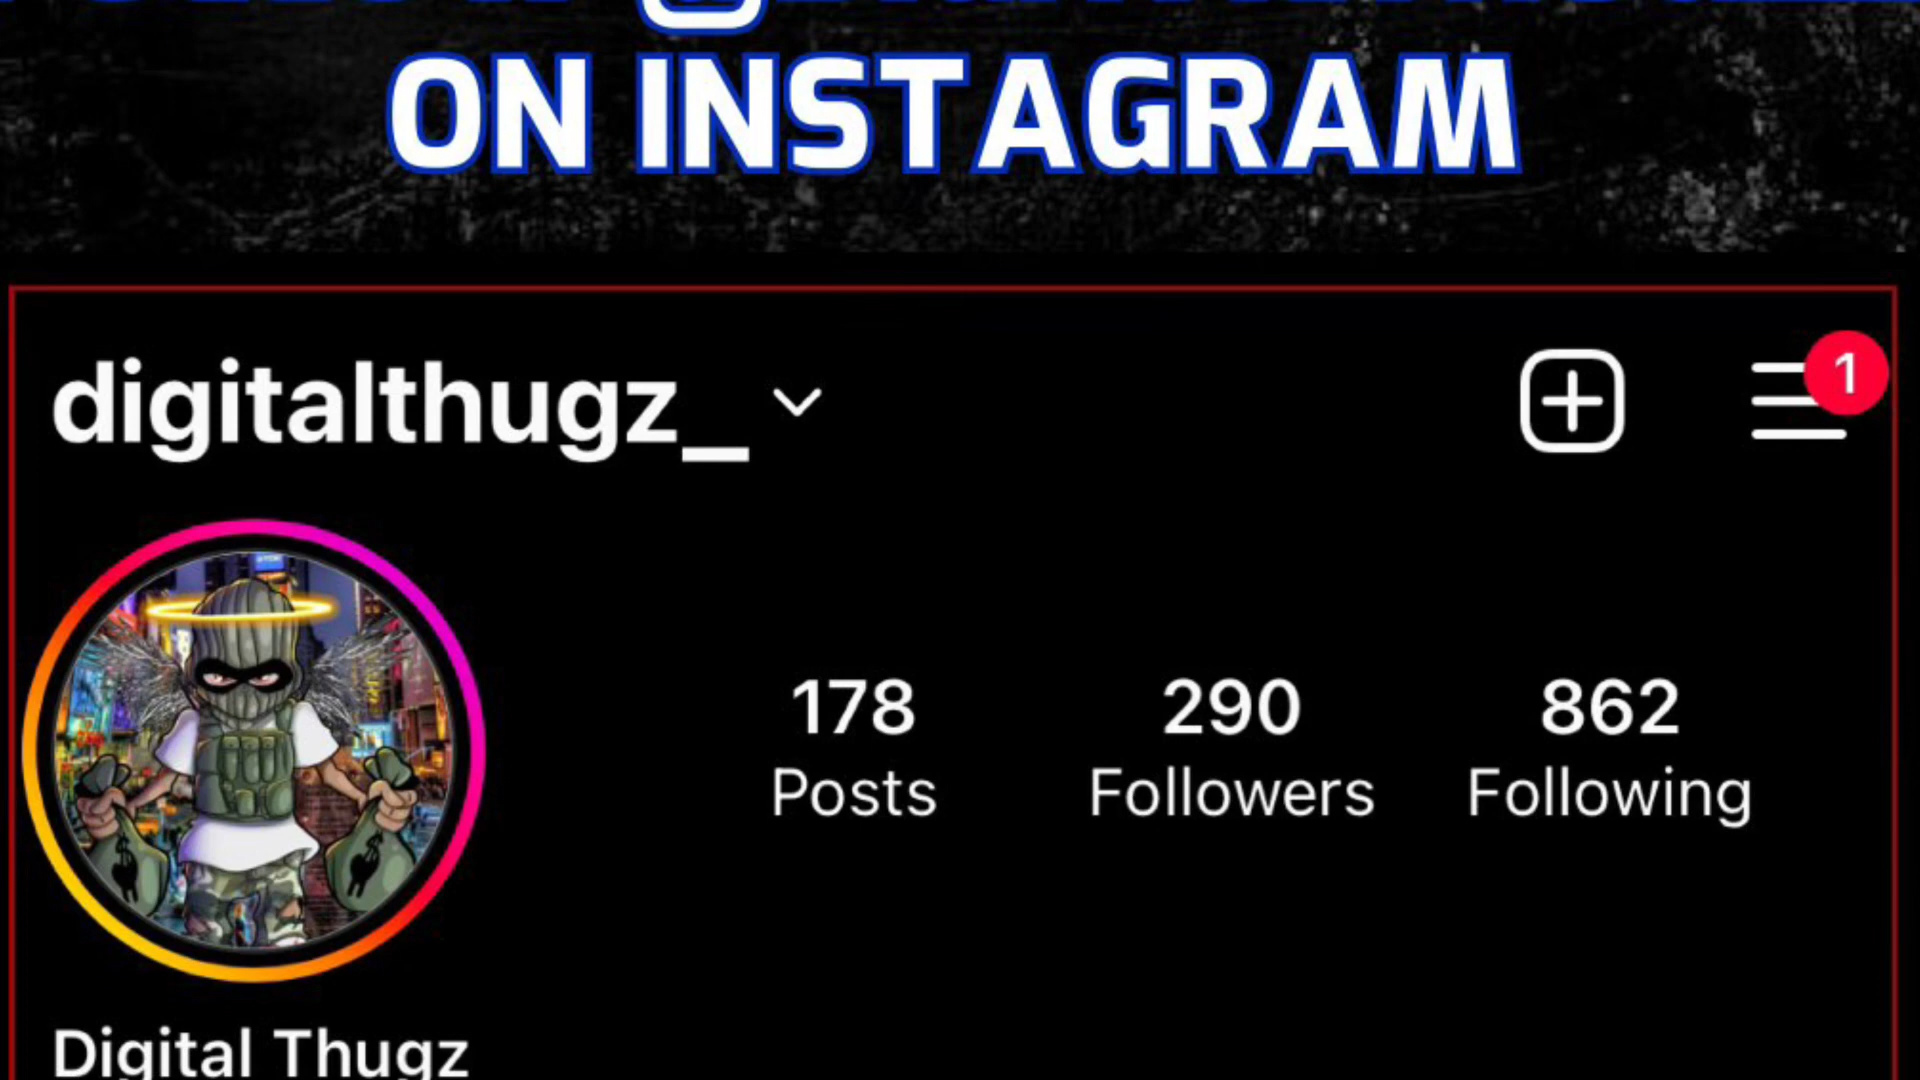 ON INSTAGRAM
digitalthugz_
1
178 290 862
Posts Followers Following
Digital Thugz